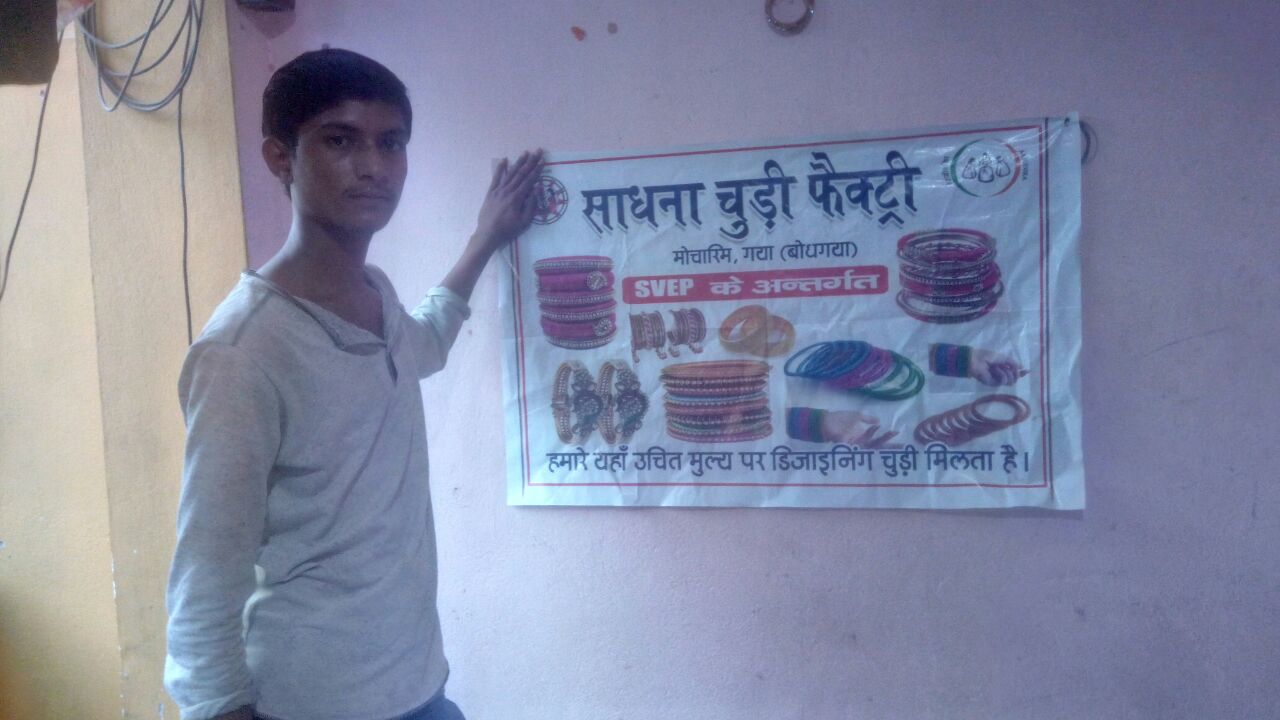 साधना चुड़ी फैक्ट्री
मोचारिम, गया (बोधगया)
SVEP के अन्तर्गत
हमारे यहाँ उचित मुल्य पर डिजाइनिंग चुड़ी मिलता है।